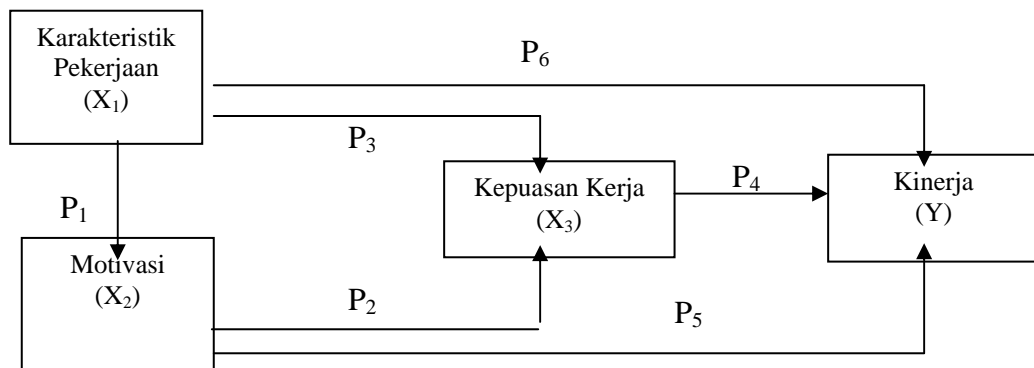 Karakteristik
Pekerjaan
(X₁)
P₆
P₃
Kepuasan Kerja
(X₃)
P₄
Kinerja
(Y)
P₁
Motivasi
(X₂)
P₂
P₅